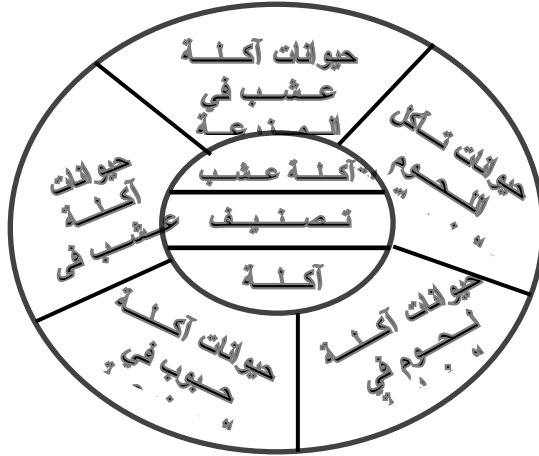 حيوانات آكلة
عشب في
المزرعة
حيوانات تأكل
اللحوم
حيوانات آكلة
لحوم في
حيوانات آكلة
حبوب في
حيوانات
آكلة
عشب في
آكلة عشب
تصنيف
آكلة